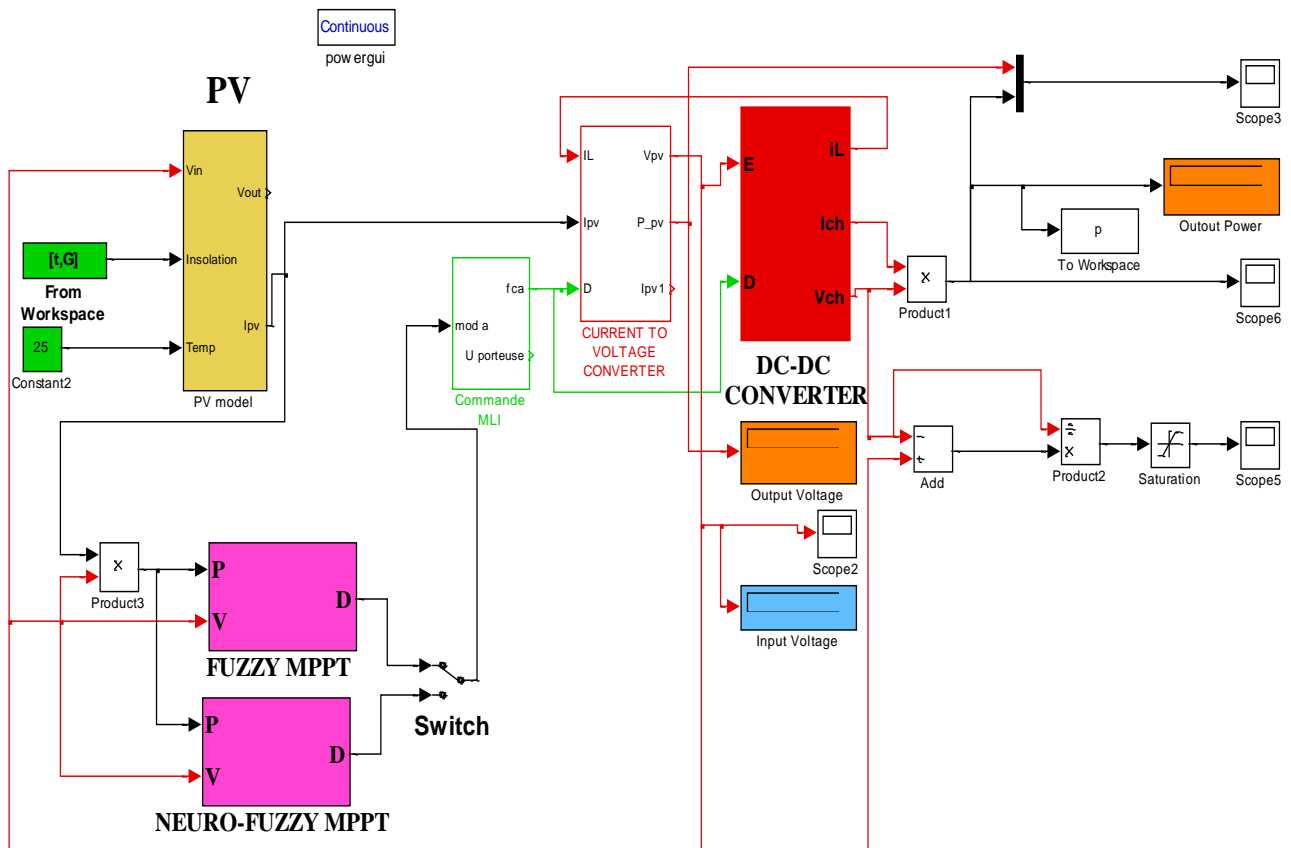 Continuous
powergui
PV
Vin
Vout
Insolation
Ipv
Temp
PV model
[t,G]
From
Workspace
25
Constant2
IL
Vpv
Ipv
P_pv
D
Ipv1
CURRENT TO
VOLTAGE
CONVERTER
fca
mod a
U porteuse
Commande
MLI
E
iL
Ich
D
Vch
DC-DC
CONVERTER
x
Product1
Scope3
Outout Power
p
To Workspace
Scope6
Output Voltage
Scope2
Input Voltage
−
+
Add
÷
x
Product2
Saturation
Scope5
x
Product3
P
D
V
FUZZY MPPT
P
D
V
NEURO-FUZZY MPPT
Switch